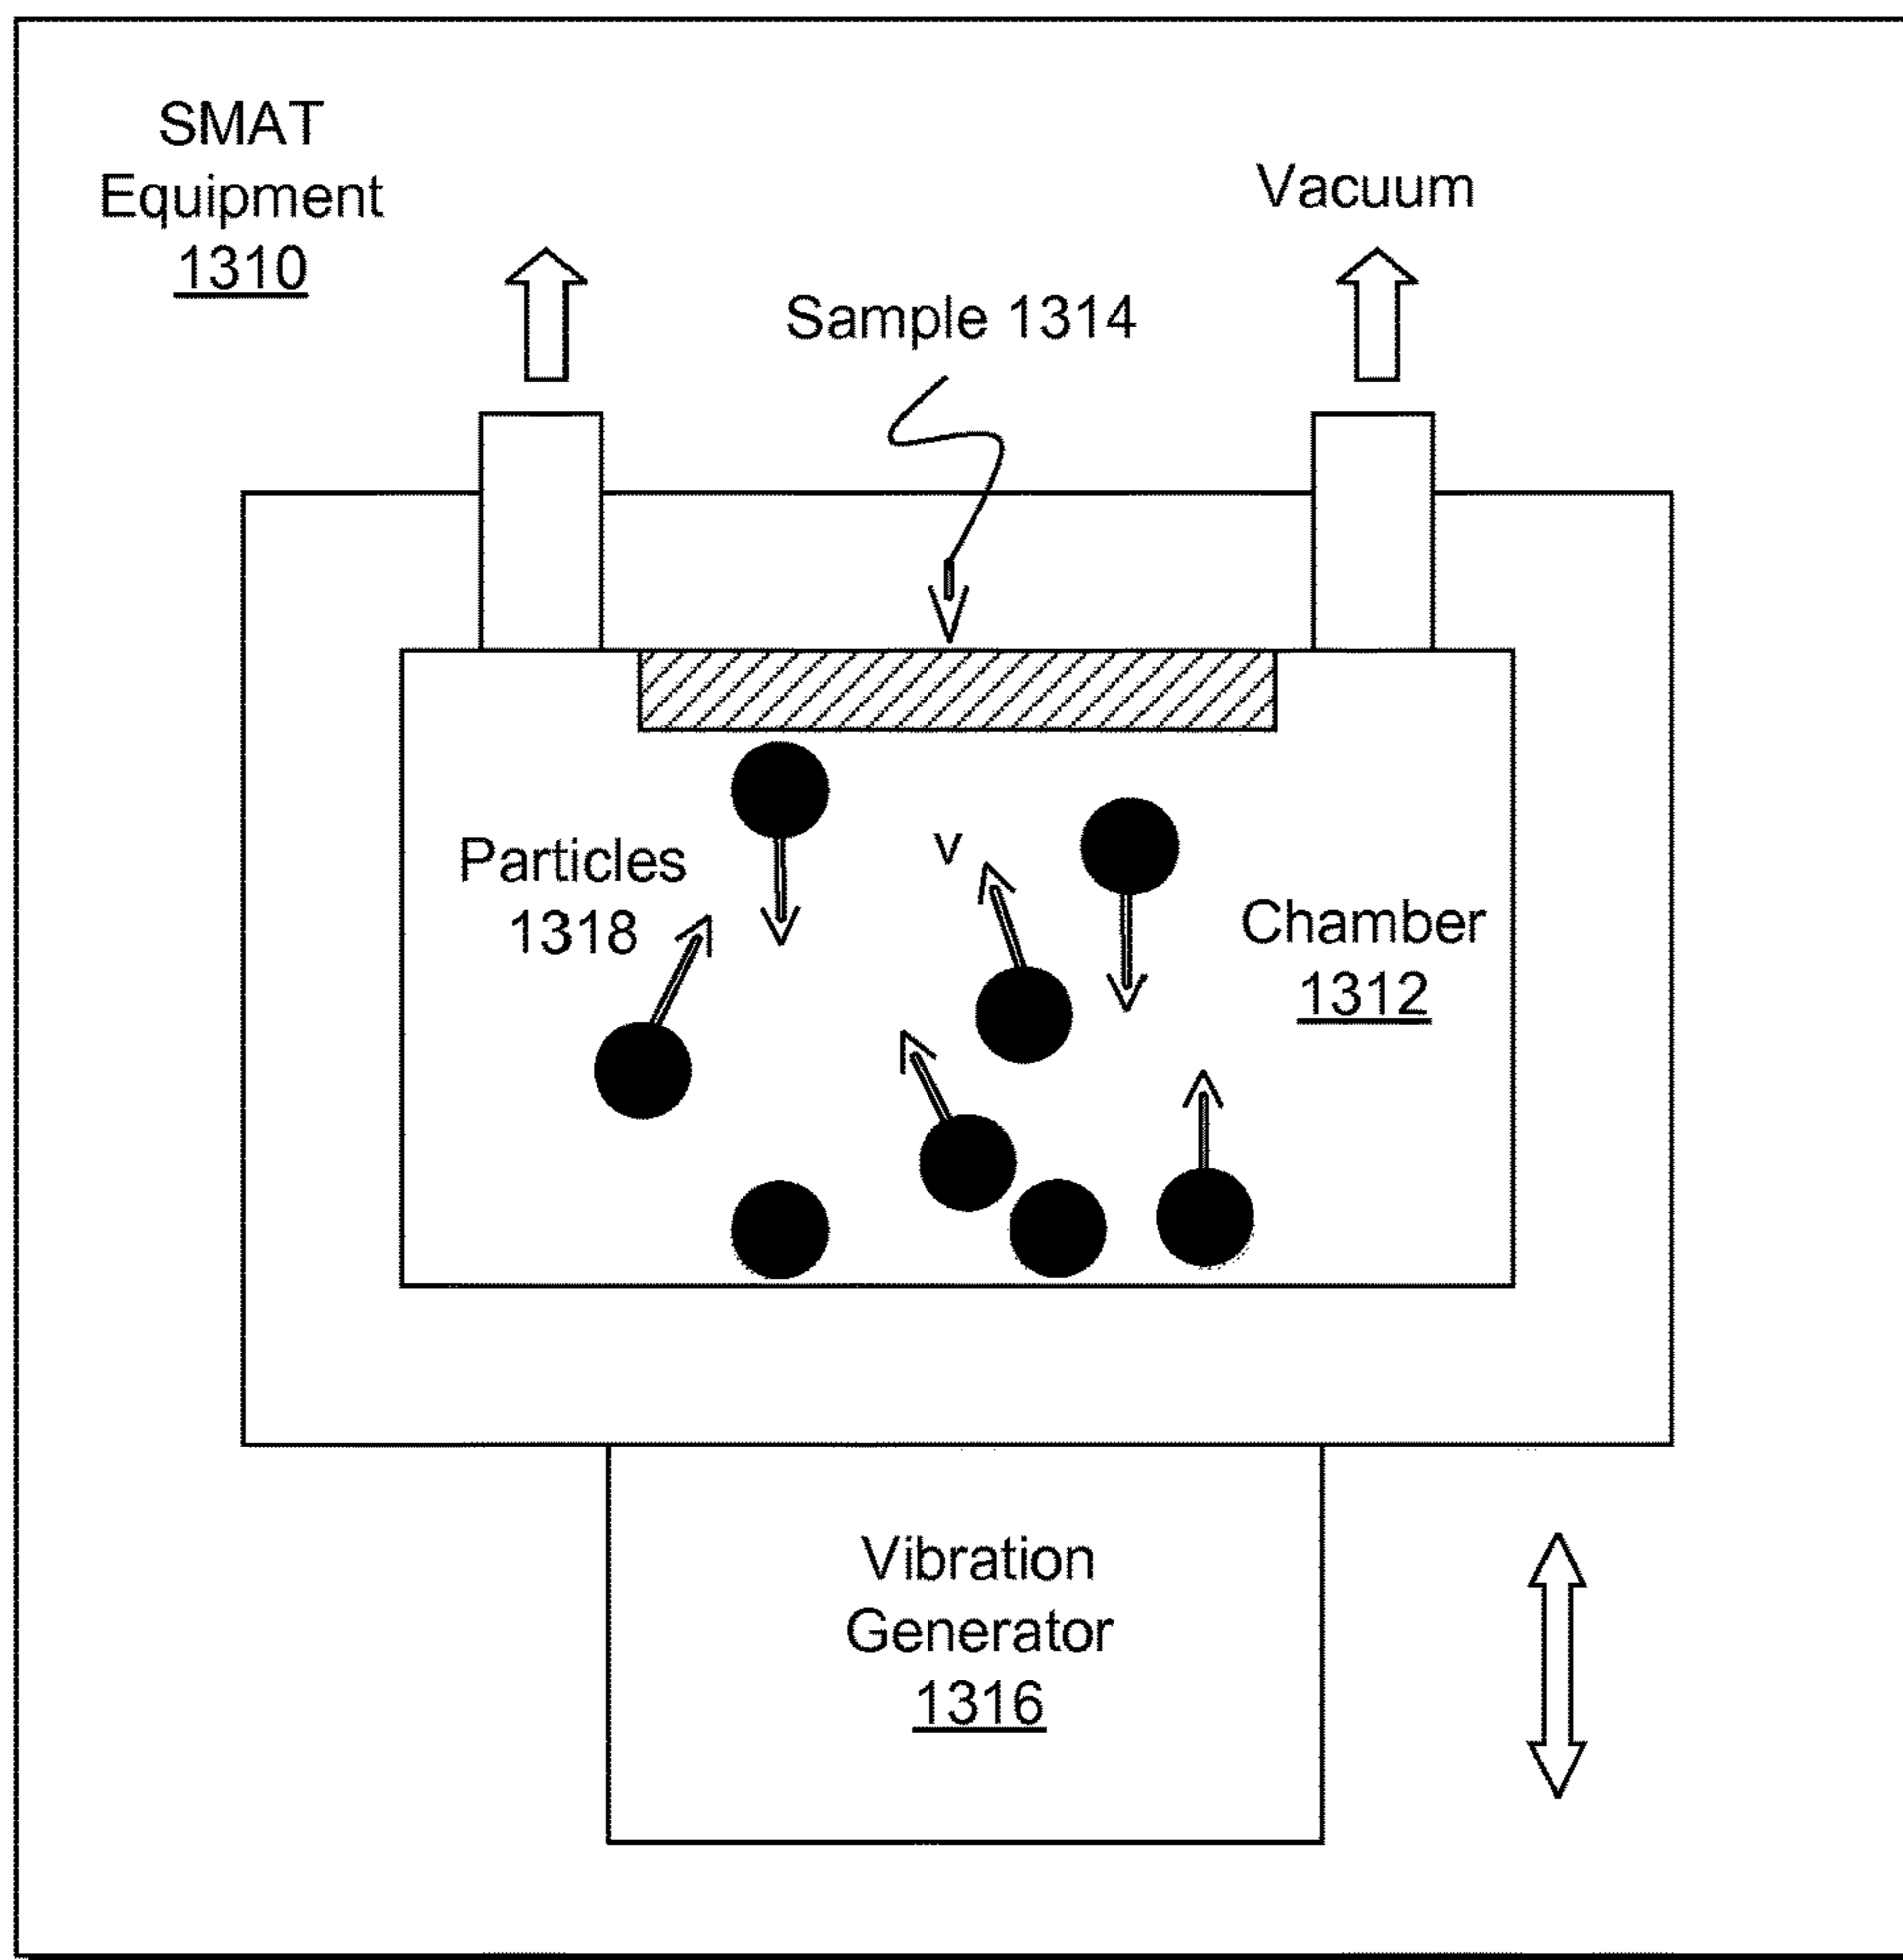 SMAT
Equipment
1310
Vacuum
Sample 1314
Particles
1318
v
Chamber
1312
Vibration
Generator
1316